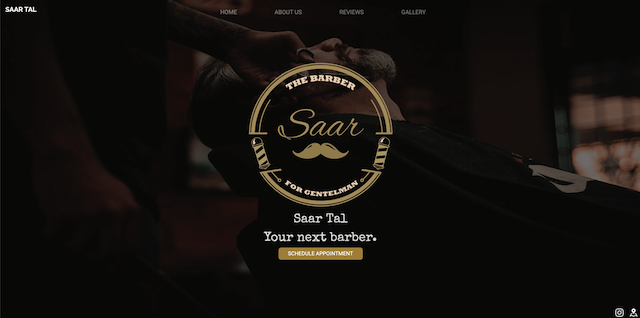 SAAR TAL
HOME ABOUT US REVIEWS GALLERY
THE BARBER
Saar
FOR GENTELMAN
Saar Tal
Your next barber.
SCHEDULE APPOINTMENT